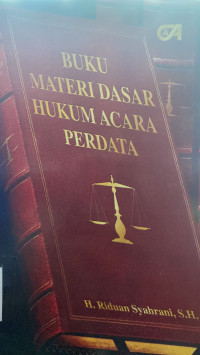 BUKU
MATERI DASAR
HUKUM ACARA
PERDATA
H. Riduan Syahrani, S.H.